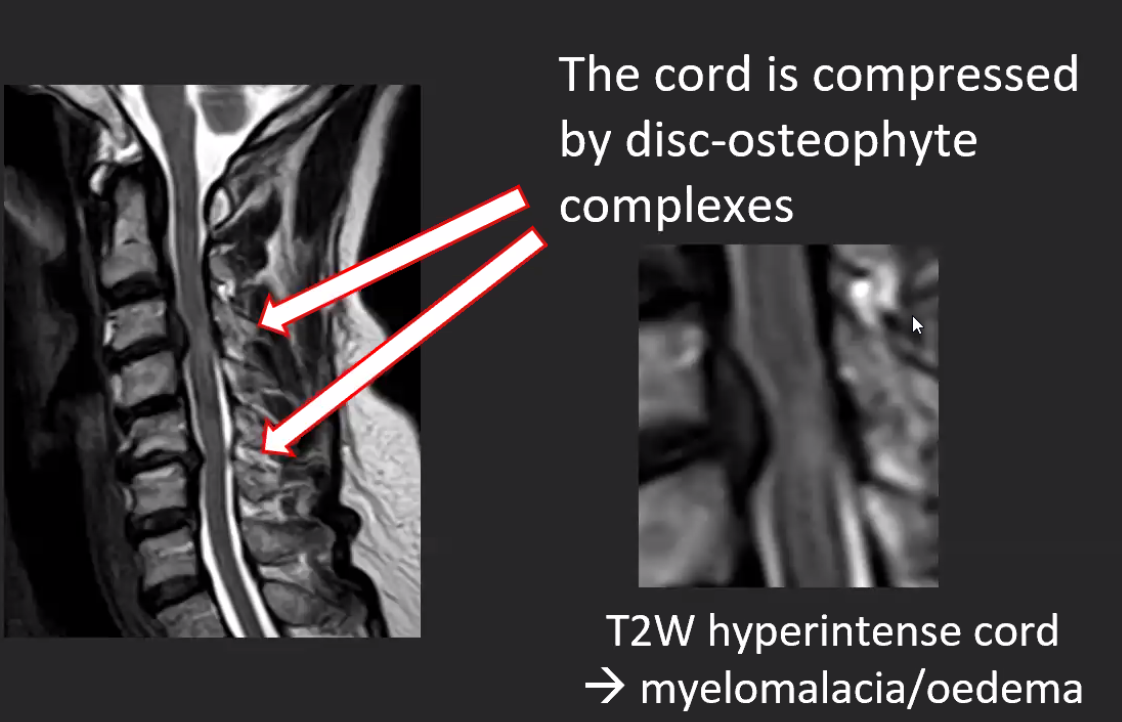 The cord is compressed
by disc-osteophyte
complexes
T2W hyperintense cord
→ myelomalacia/oedema